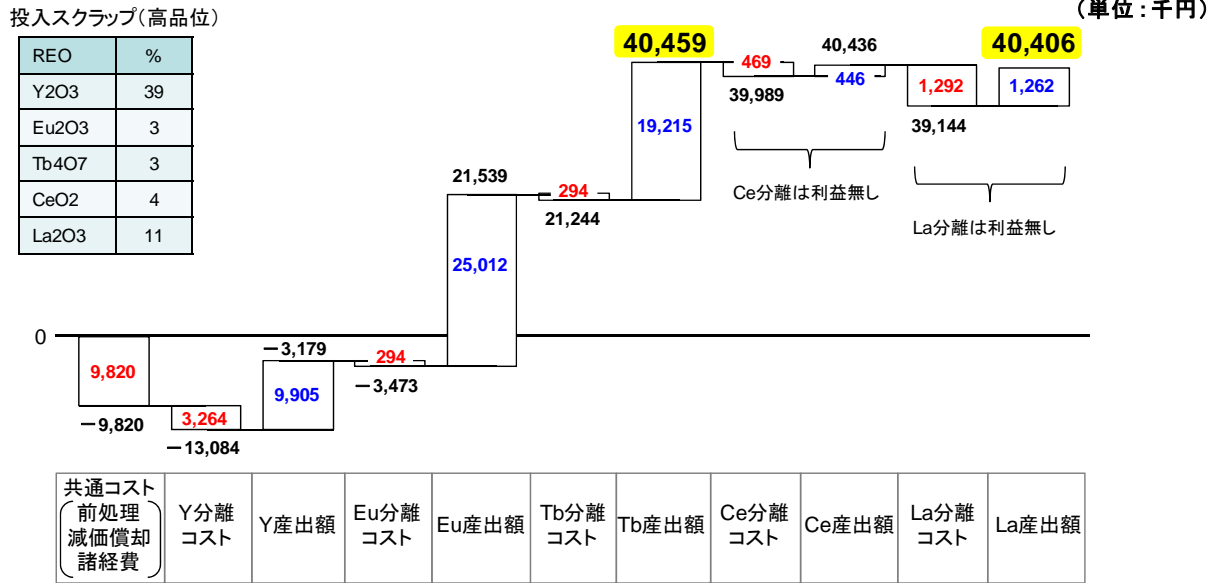 投入スクラップ(高品位)
(単位:千円)
REO %
Y2O3 39
Eu2O3 3
Tb4O7 3
CeO2 4
La2O3 11
40,459
469
39,989
40,436
446
40,406
1,292
1,262
39,144
19,215
Ce分離は利益無し
La分離は利益無し
21,539
294
21,244
25,012
0
9,820
-9,820
3,264
-13,084
-3,179
9,905
294
-3,473
共通コスト
前処理
減価償却
諸経費
Y分離
コスト
Y産出額
Eu分離
コスト
Eu産出額
Tb分離
コスト
Tb産出額
Ce分離
コスト
Ce産出額
La分離
コスト
La産出額